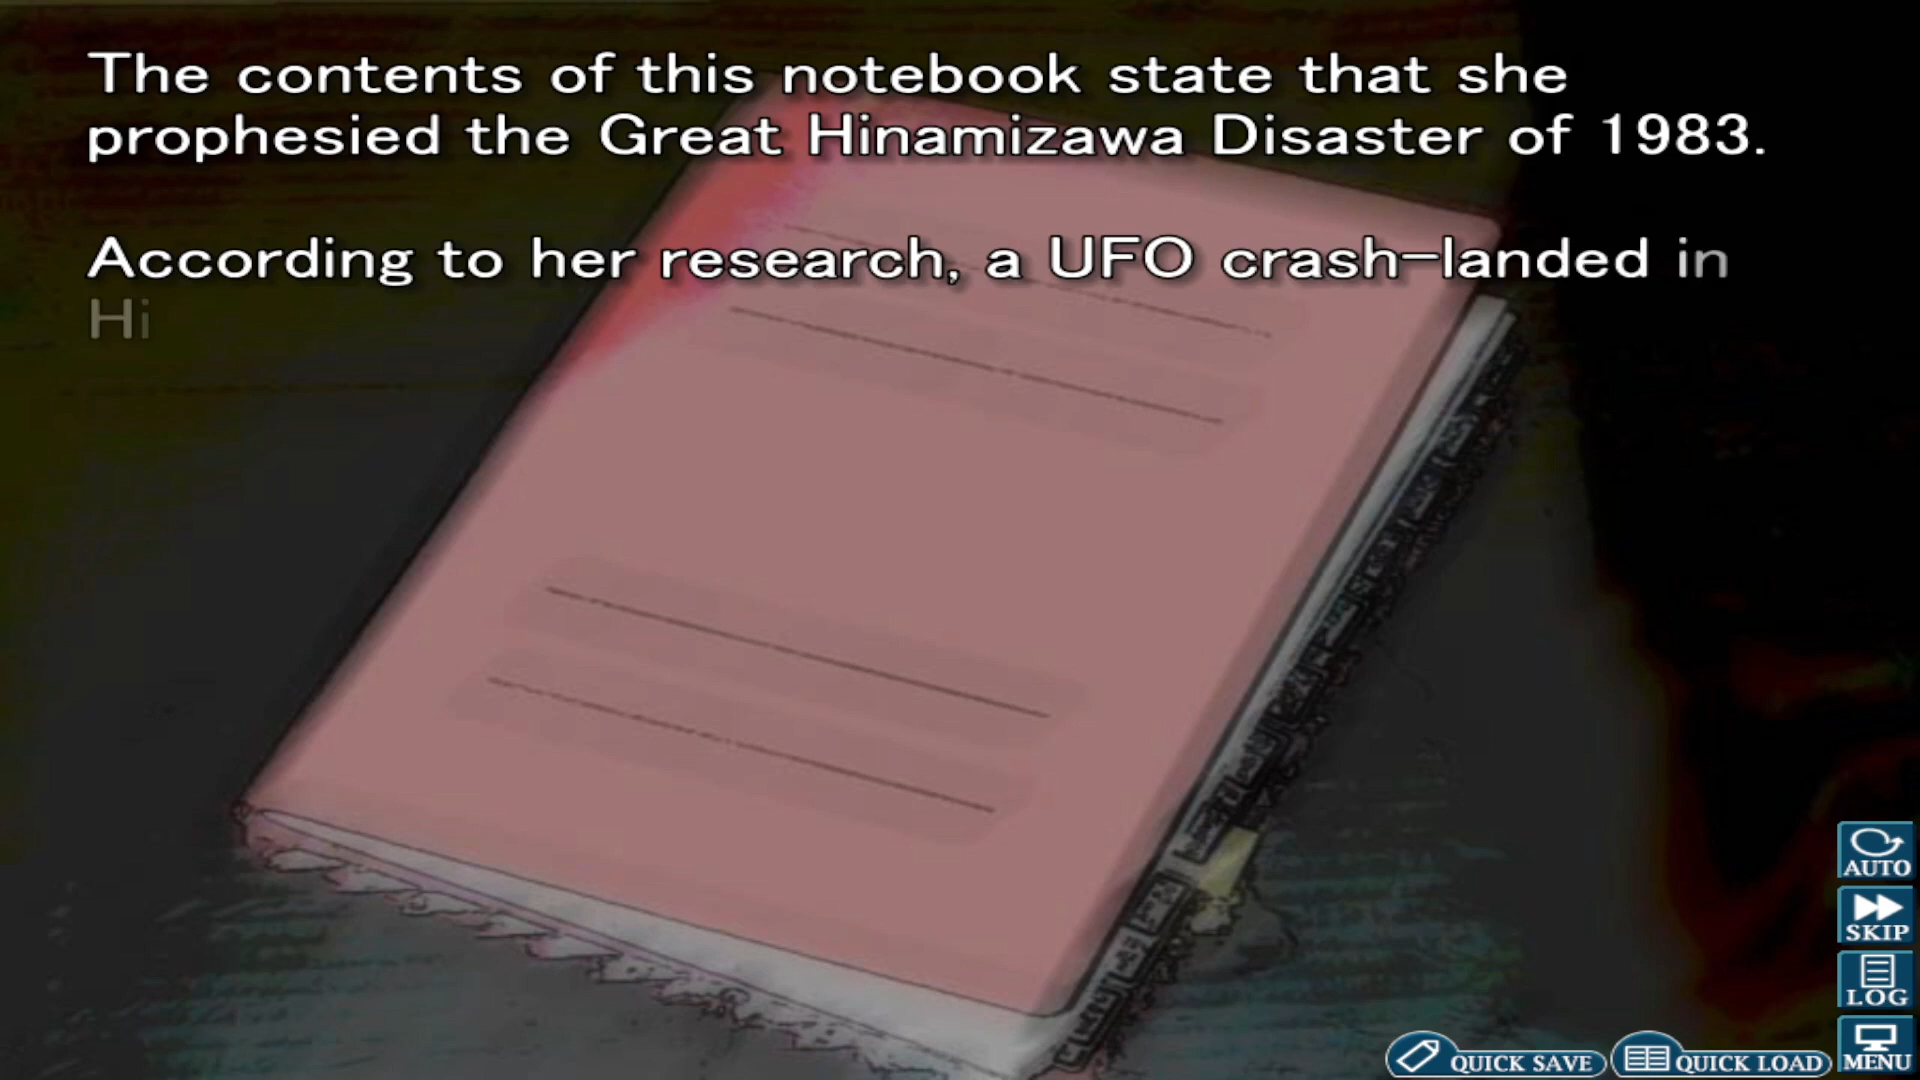 The contents of this notebook state that she
prophesied the Great Hinamizawa Disaster of 1983.
According to her research, a UFO crash-landed in
Hi
AUTO
SKIP
LOG
MENU
QUICK SAVE
QUICK LOAD